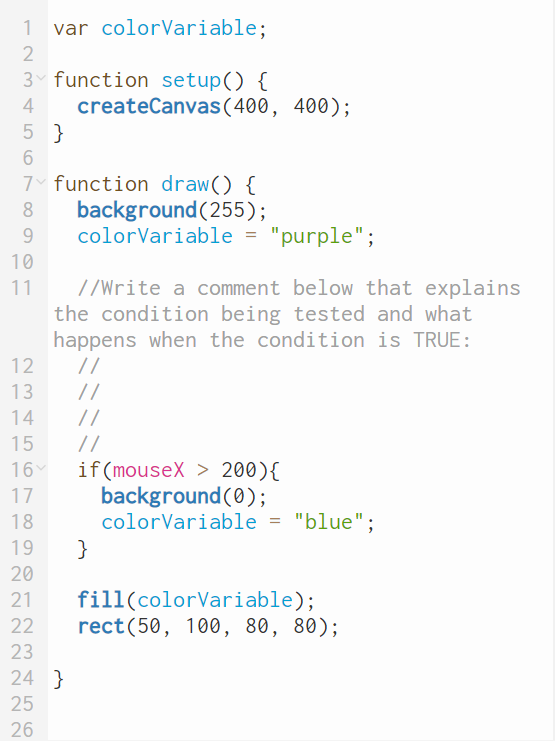 1 var colorVariable;
2
3 function setup() {
4   createCanvas(400, 400);
5 }
6
7 function draw() {
8   background(255);
9   colorVariable = "purple";
10
11   //Write a comment below that explains
the condition being tested and what
happens when the condition is TRUE:
12   //
13   //
14   //
15   //
16   if(mouseX > 200){
17     background(0);
18     colorVariable = "blue";
19   }
20
21   fill(colorVariable);
22   rect(50, 100, 80, 80);
23
24 }
25
26